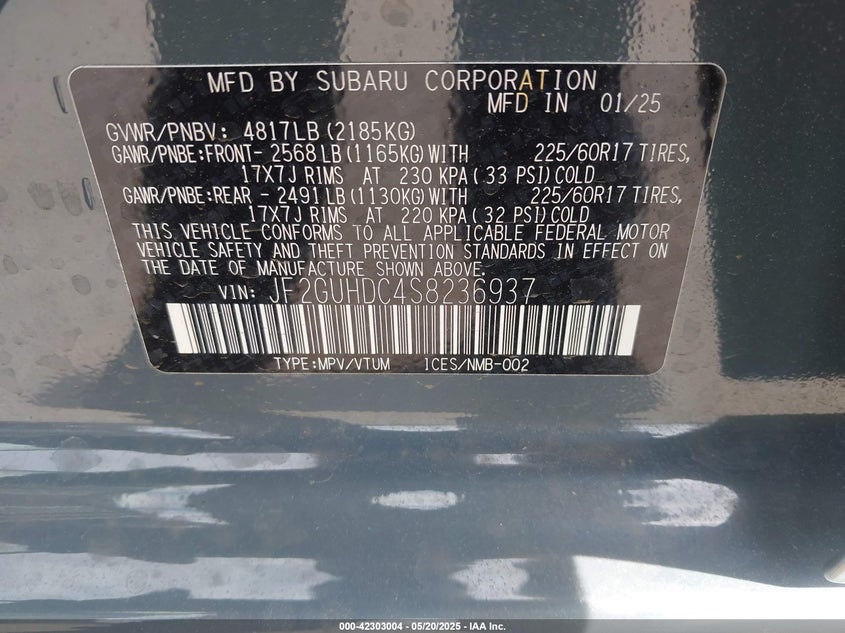 MFD BY SUBARU CORPORATION
MFD IN 01/25
GVWR/PNBV: 4817LB (2185KG)
GAWR/PNBE:FRONT- 2568LB (1165KG) WITH 225/60R17 TIRES,
17X7J RIMS AT 230 KPA (33 PSI) COLD
GAWR/PNBE:REAR - 2491LB (1130KG) WITH 225/60R17 TIRES,
17X7J RIMS AT 220 KPA (32 PSI) COLD
THIS VEHICLE CONFORMS TO ALL APPLICABLE FEDERAL MOTOR
VEHICLE SAFETY AND THEFT PREVENTION STANDARDS IN EFFECT ON
THE DATE OF MANUFACTURE SHOWN ABOVE.
VIN: JF2GUHDC4S8236937
TYPE:MPV/VTUM ICES/NMB-002
000-42303004 — 05/20/2025 — IAA Inc.